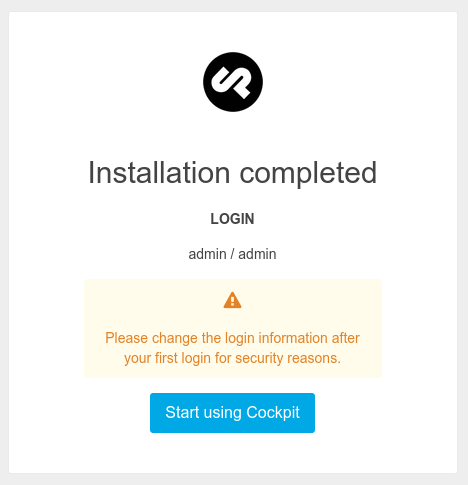 Installation completed
LOGIN
admin / admin
Please change the login information after
your first login for security reasons.
Start using Cockpit